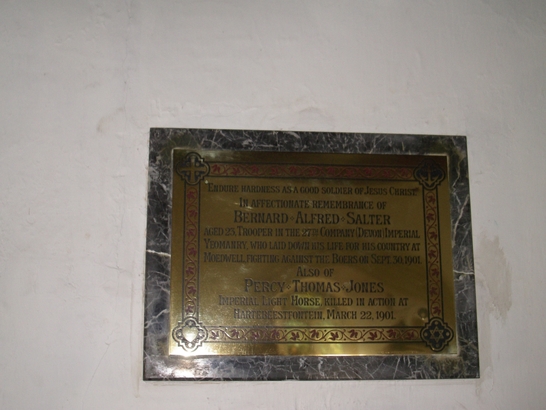 ENDURE HARDNESS AS A GOOD SOLDIER OF JESUS CHRIST.
IN AFFECTIONATE REMEMBRANCE OF
BERNARD · ALFRED · SALTER
AGED 23, TROOPER IN THE 27TH COMPANY (DEVON) IMPERIAL
YEOMANRY, WHO LAID DOWN HIS LIFE FOR HIS COUNTRY AT
MORDWELL, FIGHTING AGAINST THE BOERS ON SEPT 30, 1901.
ALSO OF
PERCY · THOMAS · JONES
IMPERIAL LIGHT HORSE, KILLED IN ACTION AT
HARTEBEESTFONTEIN, MARCH 22, 1901.